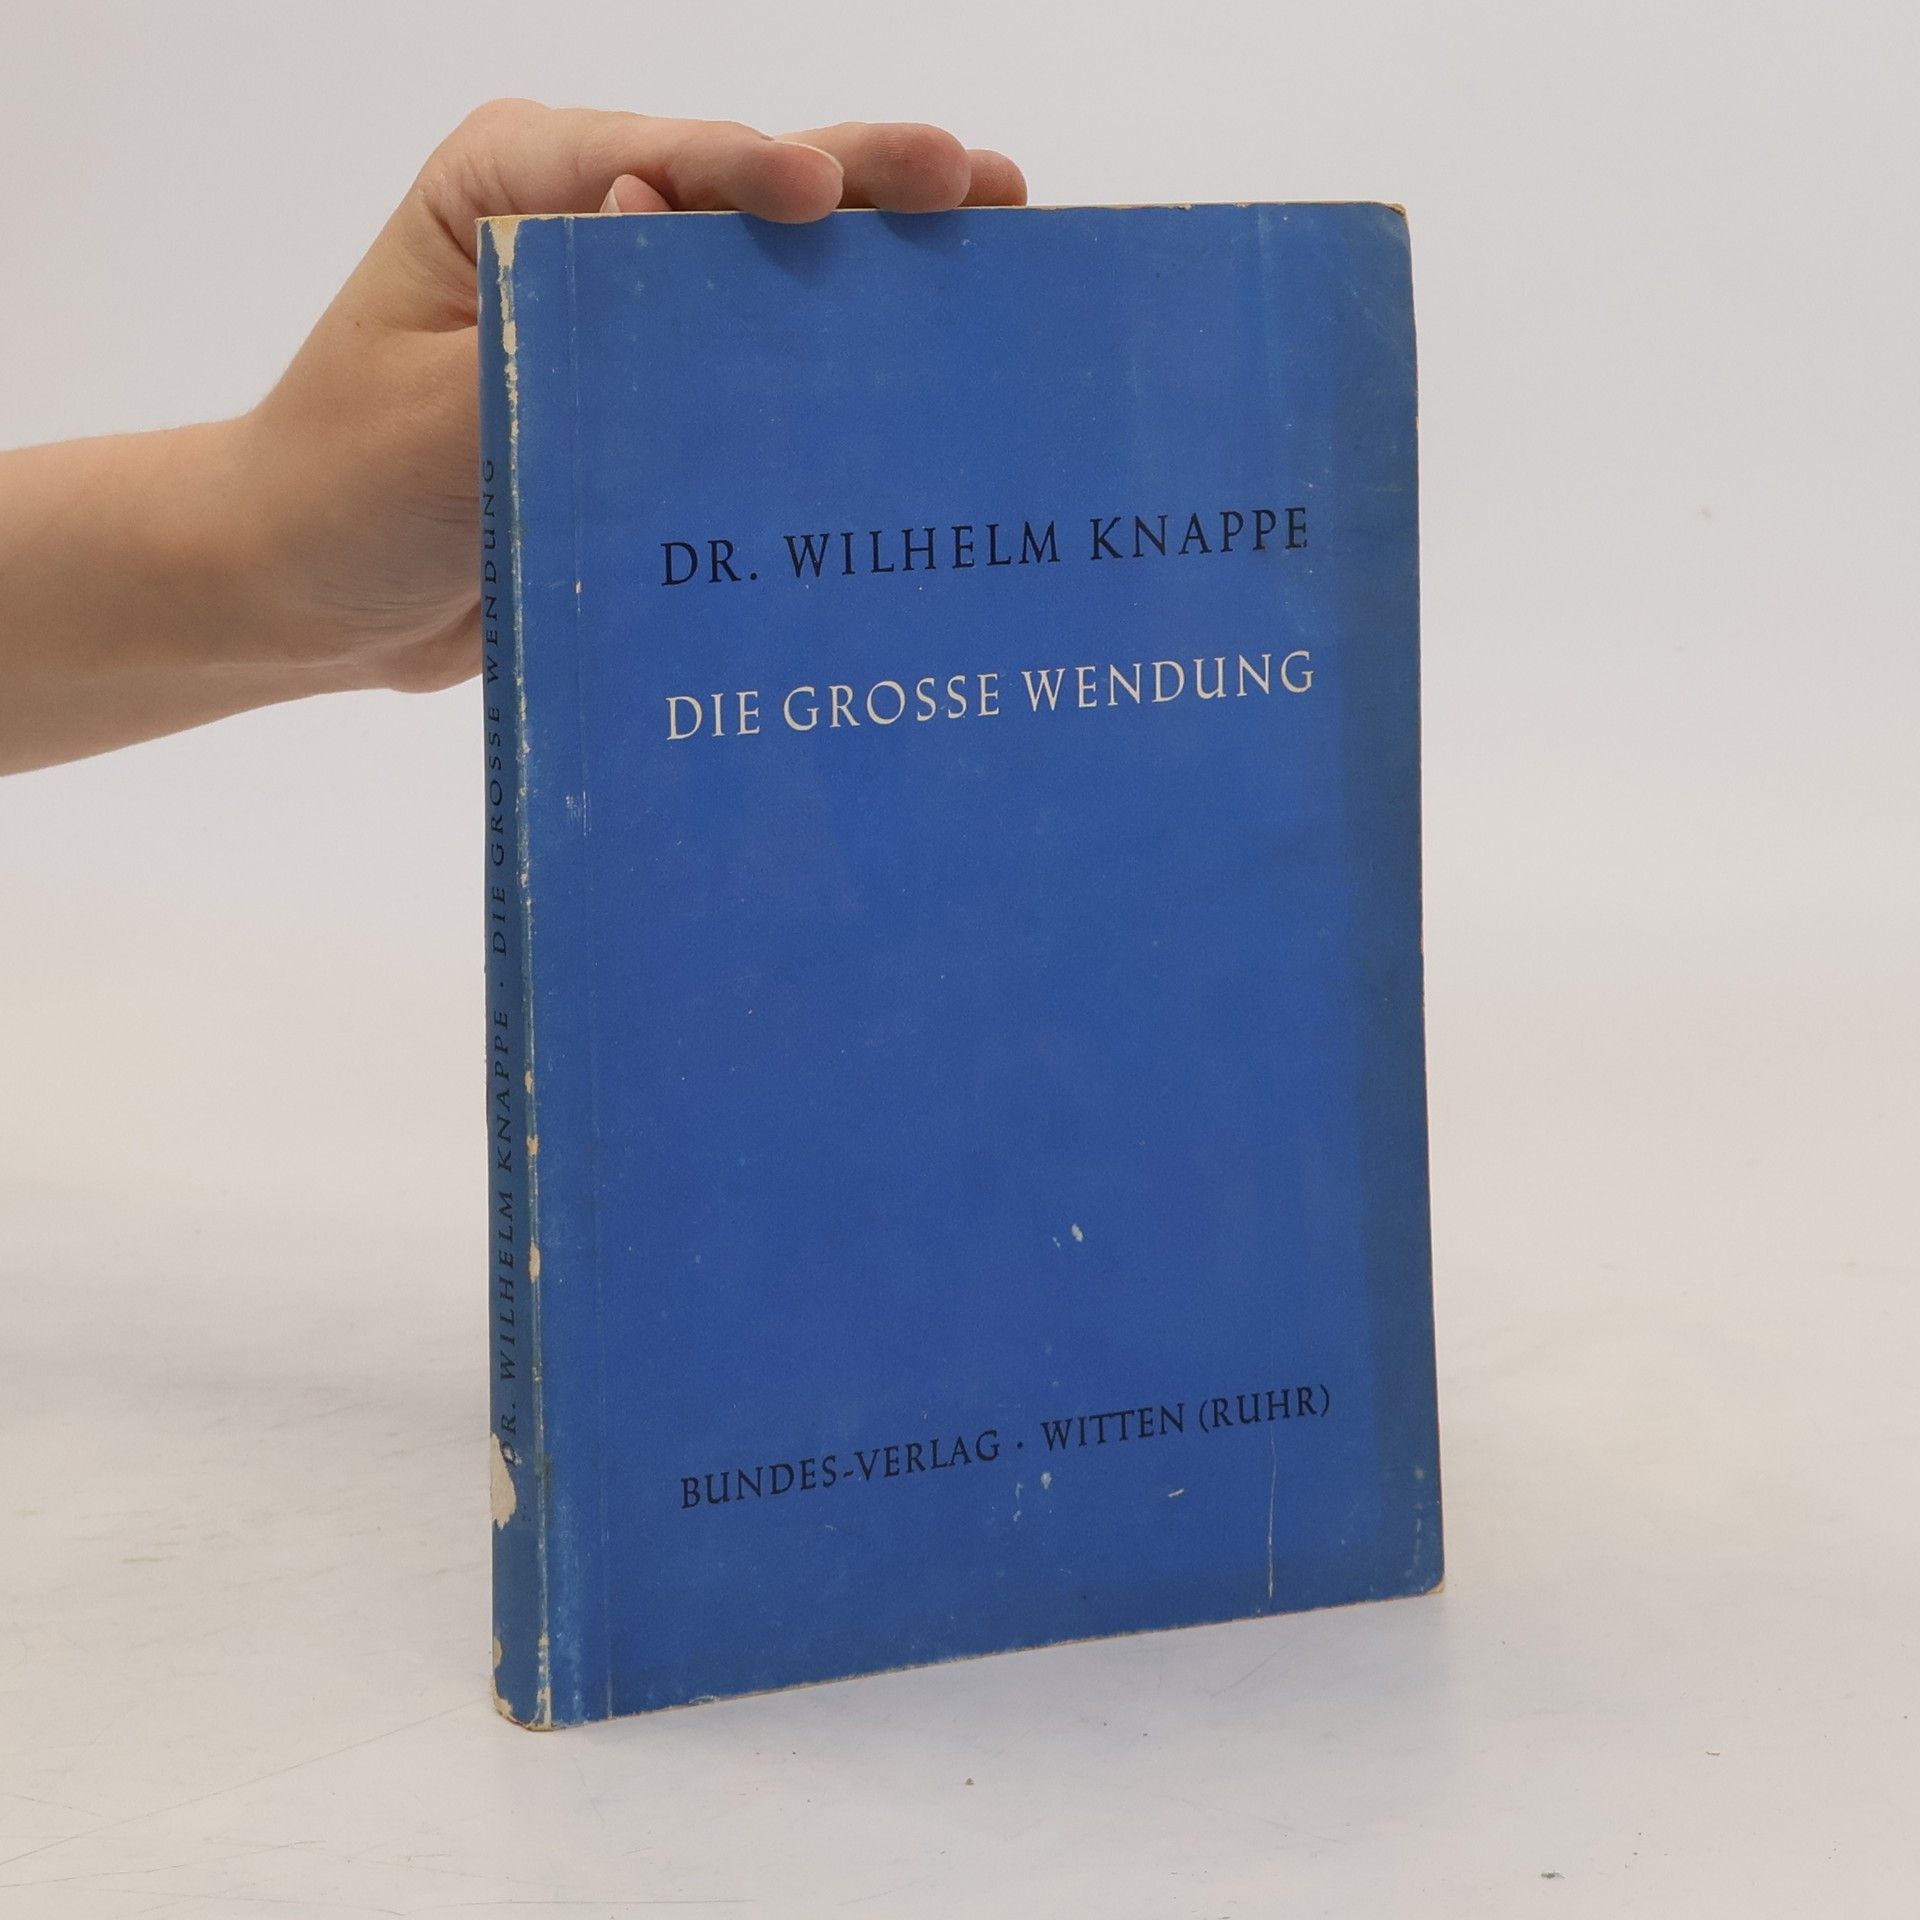 DR. WILHELM KNAPPE
DIE GROSSE WENDUNG
BUNDES-VERLAG · WITTEN (RUHR)
DR. WILHELM KNAPPE · DIE GROSSE WENDUNG